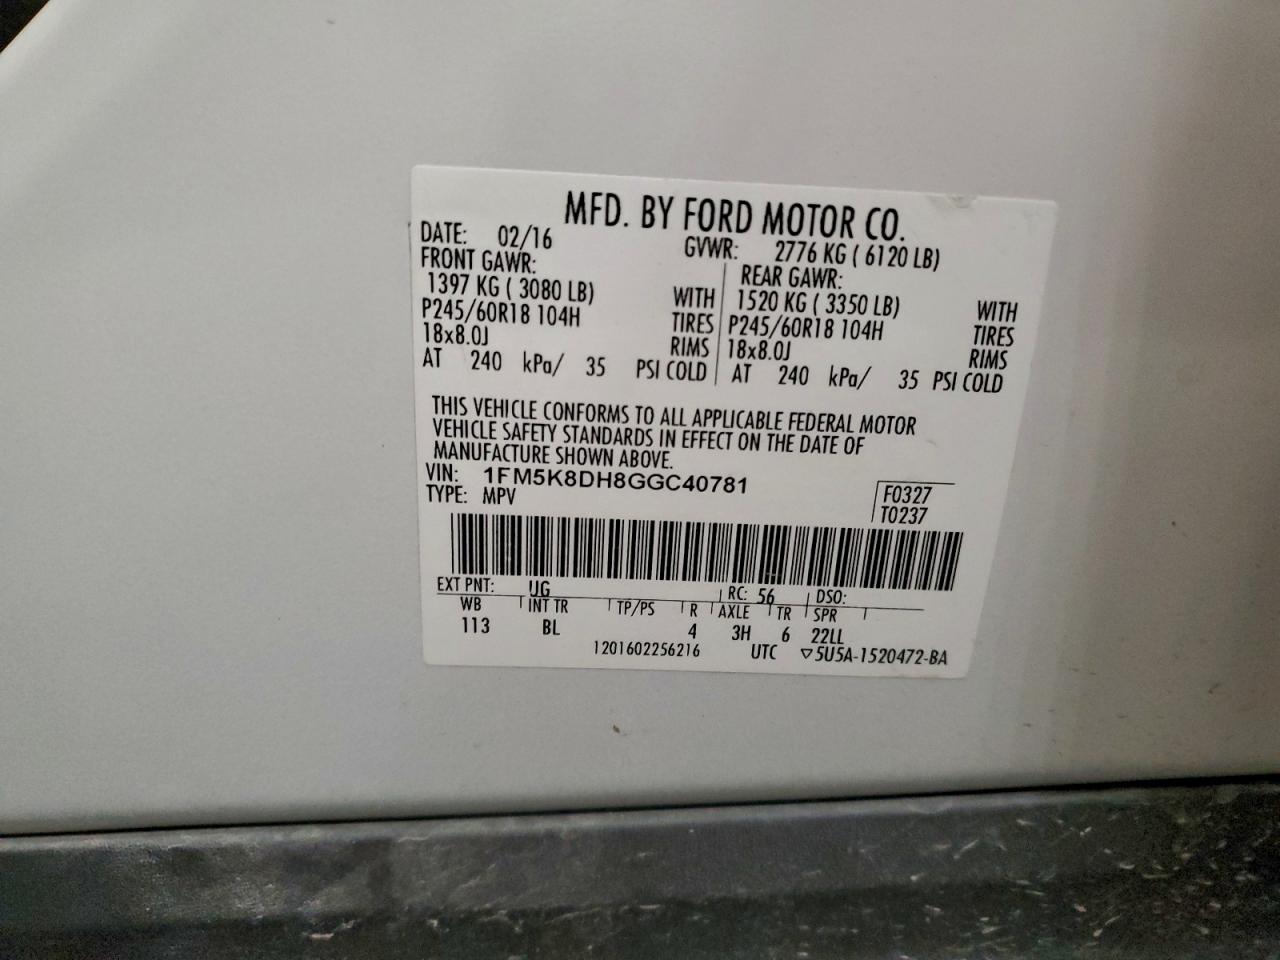 MFD. BY FORD MOTOR CO.
DATE: 02/16 GVWR: 2776 KG ( 6120 LB)
FRONT GAWR: REAR GAWR:
1397 KG ( 3080 LB) WITH 1520 KG ( 3350 LB) WITH
P245/60R18 104H TIRES P245/60R18 104H TIRES
18x8.0J RIMS 18x8.0J RIMS
AT 240 kPa/ 35 PSI COLD AT 240 kPa/ 35 PSI COLD
THIS VEHICLE CONFORMS TO ALL APPLICABLE FEDERAL MOTOR
VEHICLE SAFETY STANDARDS IN EFFECT ON THE DATE OF
MANUFACTURE SHOWN ABOVE.
VIN: 1FM5K8DH8GGC40781 F0327
TYPE: MPV T0237
EXT PNT: UG RC: 56 DSO:
WB INT TR TP/PS R AXLE TR SPR
113 BL 4 3H 6 22LL
1201602256216 UTC ▽5U5A-1520472-BA